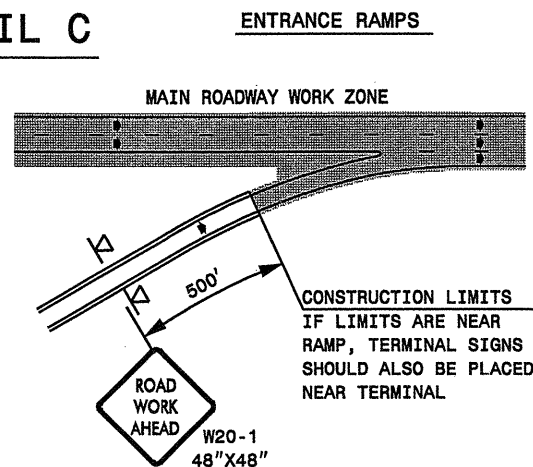 IL C
ENTRANCE RAMPS
MAIN ROADWAY WORK ZONE
500'
CONSTRUCTION LIMITS
IF LIMITS ARE NEAR
RAMP, TERMINAL SIGNS
SHOULD ALSO BE PLACED
NEAR TERMINAL
ROAD
WORK
AHEAD
W20-1
48"X48"